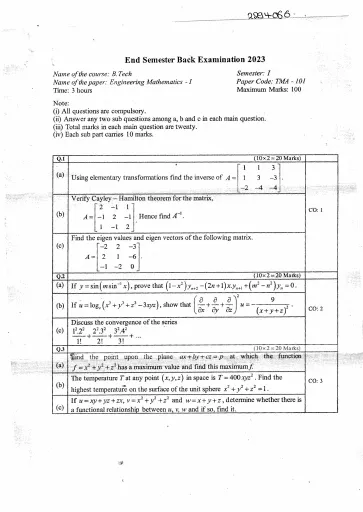 2994066
End Semester Back Examination 2023
Name of the course: B.Tech
Semester: I
Name of the paper: Engineering Mathematics - I
Paper Code: TMA - 101
Time: 3 hours
Maximum Marks: 100
Note:
(i) All questions are compulsory.
(ii) Answer any two sub questions among a, b and c in each main question.
(iii) Total marks in each main question are twenty.
(iv) Each sub part carries 10 marks.
Q.1 (10×2=20 Marks)
(a) Using elementary transformations find the inverse of A = [1 1 3; 1 3 -3; -2 -4 -4].
Verify Cayley – Hamilton theorem for the matrix,
(b) A = [2 -1 1; -1 2 -1; 1 -1 2]. Hence find A⁻¹.
CO: 1
Find the eigen values and eigen vectors of the following matrix.
(c) A = [-2 2 -3; 2 1 -6; -1 -2 0]
Q.2 (10×2=20 Marks)
(a) If y = sin(m sin⁻¹ x), prove that (1-x²)yₙ₊₂ - (2n+1)x.yₙ₊₁ + (m² - n²)yₙ = 0.
(b) If u = logₑ(x³ + y³ + z³ - 3xyz), show that (∂/∂x + ∂/∂y + ∂/∂z)² u = - 9/(x+y+z)².
CO: 2
Discuss the convergence of the series
(c) 1².2²/1! + 2².3²/2! + 3².4²/3! + ...
Q.3 (10×2=20 Marks)
Find the point upon the plane ax+by+cz=p at which the function
(a) f = x²+y²+z² has a maximum value and find this maximum f.
The temperature T at any point (x,y,z) in space is T = 400xyz². Find the
(b) highest temperature on the surface of the unit sphere x²+y²+z²=1.
CO: 3
If u = xy+yz+zx, v = x²+y²+z² and w = x+y+z, determine whether there is
(c) a functional relationship between u, v, w and if so, find it.